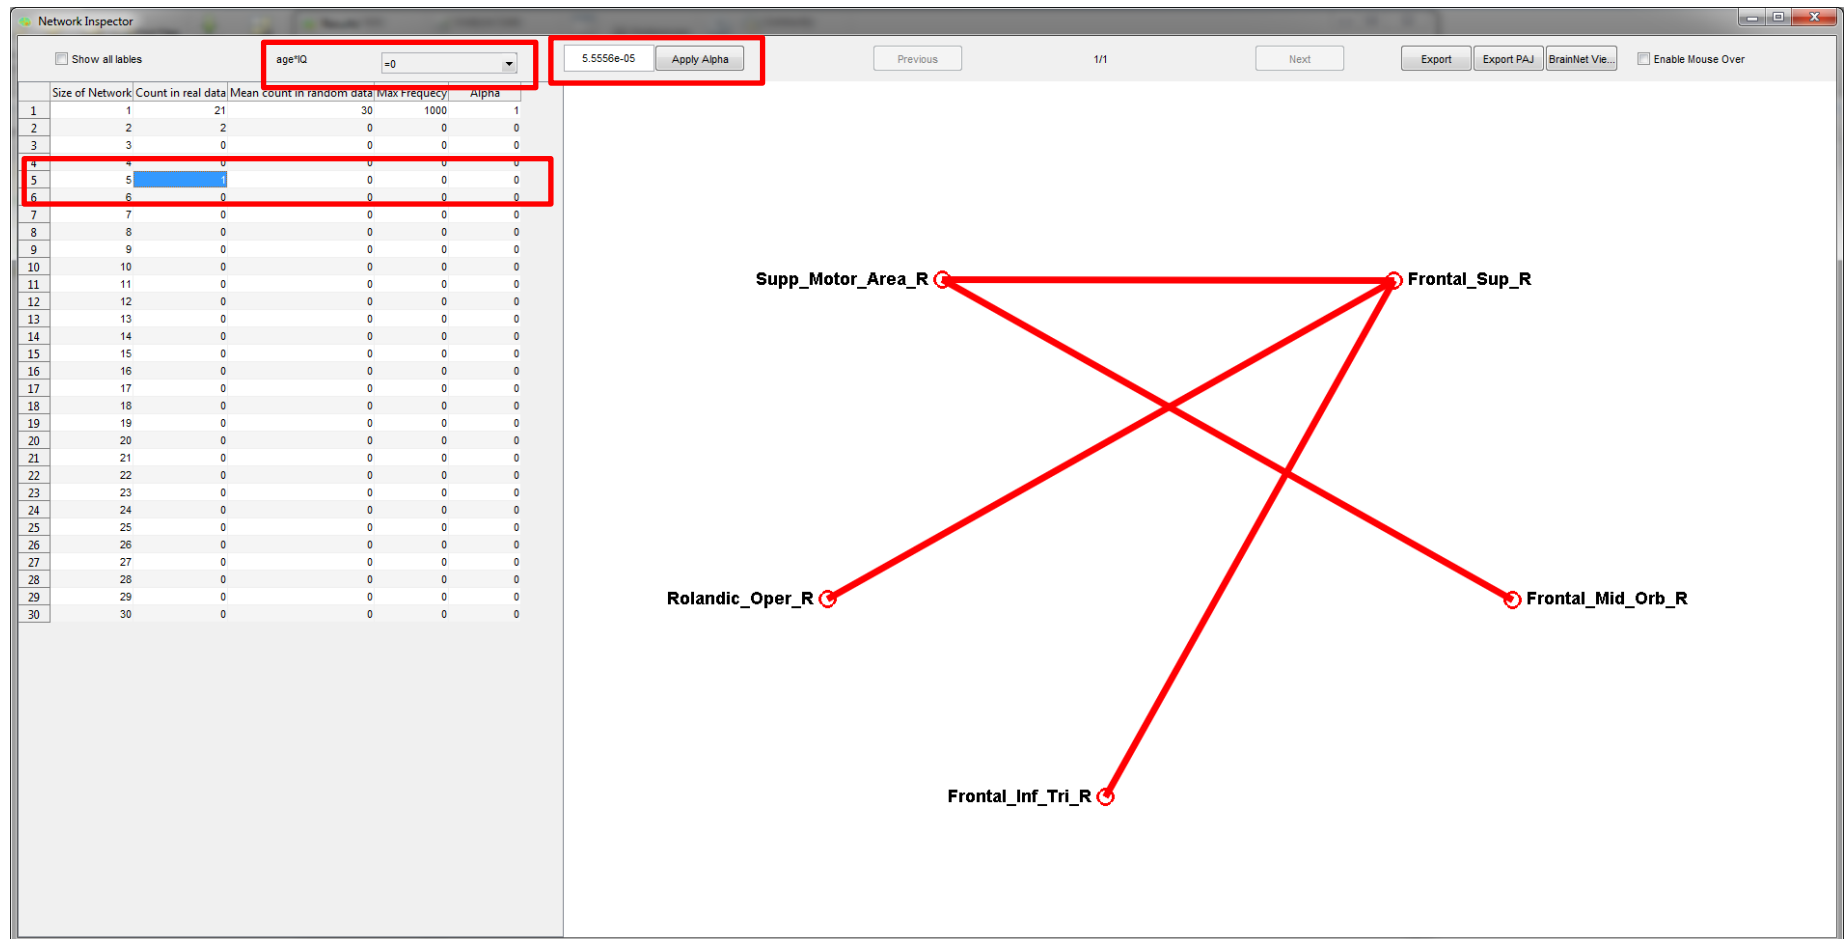 Network Inspector
Show all lables age*IQ =0 5.5556e-05 Apply Alpha Previous 1/1 Next Export Export PAJ BrainNet Vie... Enable Mouse Over
Size of Network Count in real data Mean count in random data Max Frequecy Alpha
1 1 21 30 1000 1
2 2 2 0 0 0
3 3 0 0 0 0
4 4 0 0 0 0
5 5 1 0 0 0
6 6 0 0 0 0
7 7 0 0 0 0
8 8 0 0 0 0
9 9 0 0 0 0
10 10 0 0 0 0
11 11 0 0 0 0
12 12 0 0 0 0
13 13 0 0 0 0
14 14 0 0 0 0
15 15 0 0 0 0
16 16 0 0 0 0
17 17 0 0 0 0
18 18 0 0 0 0
19 19 0 0 0 0
20 20 0 0 0 0
21 21 0 0 0 0
22 22 0 0 0 0
23 23 0 0 0 0
24 24 0 0 0 0
25 25 0 0 0 0
26 26 0 0 0 0
27 27 0 0 0 0
28 28 0 0 0 0
29 29 0 0 0 0
30 30 0 0 0 0
Supp_Motor_Area_R Frontal_Sup_R
Rolandic_Oper_R Frontal_Mid_Orb_R
Frontal_Inf_Tri_R